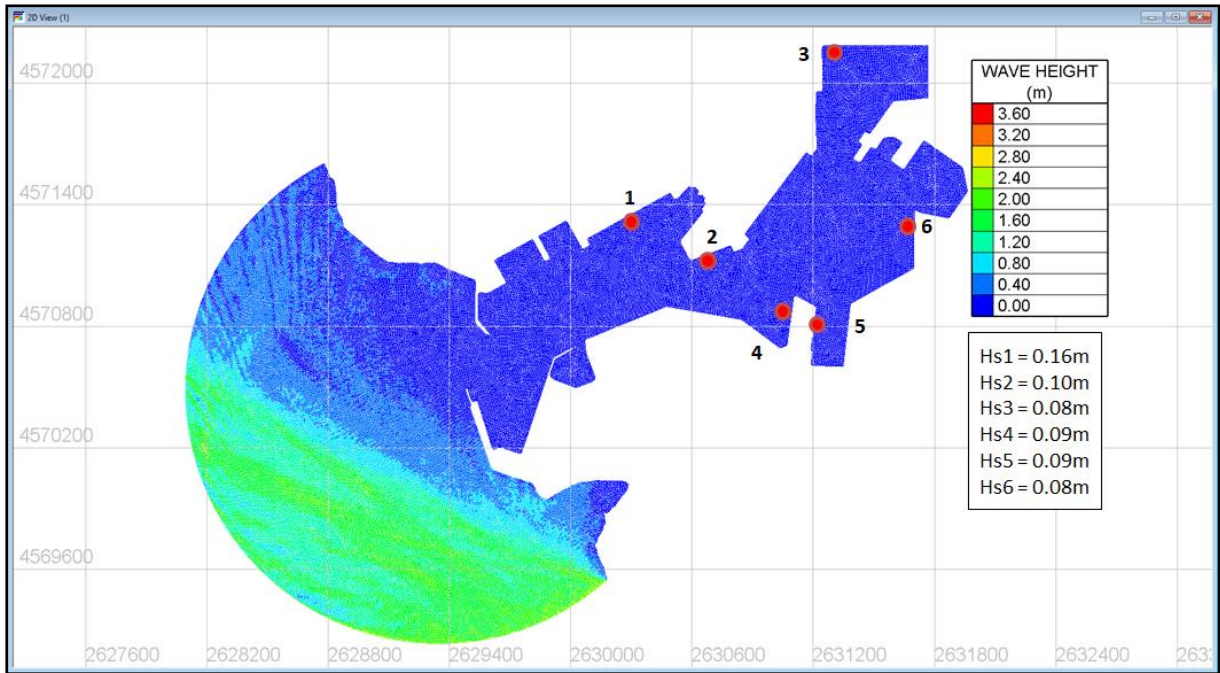 2D View (1)
3
4572000
WAVE HEIGHT
(m)
3.60
3.20
2.80
2.40
2.00
1.60
1.20
0.80
0.40
0.00
4571400
1
2
6
4570800
4
5
Hs1 = 0.16m
Hs2 = 0.10m
Hs3 = 0.08m
Hs4 = 0.09m
Hs5 = 0.09m
Hs6 = 0.08m
4570200
4569600
2627600 2628200 2628800 2629400 2630000 2630600 2631200 2631800 2632400 263